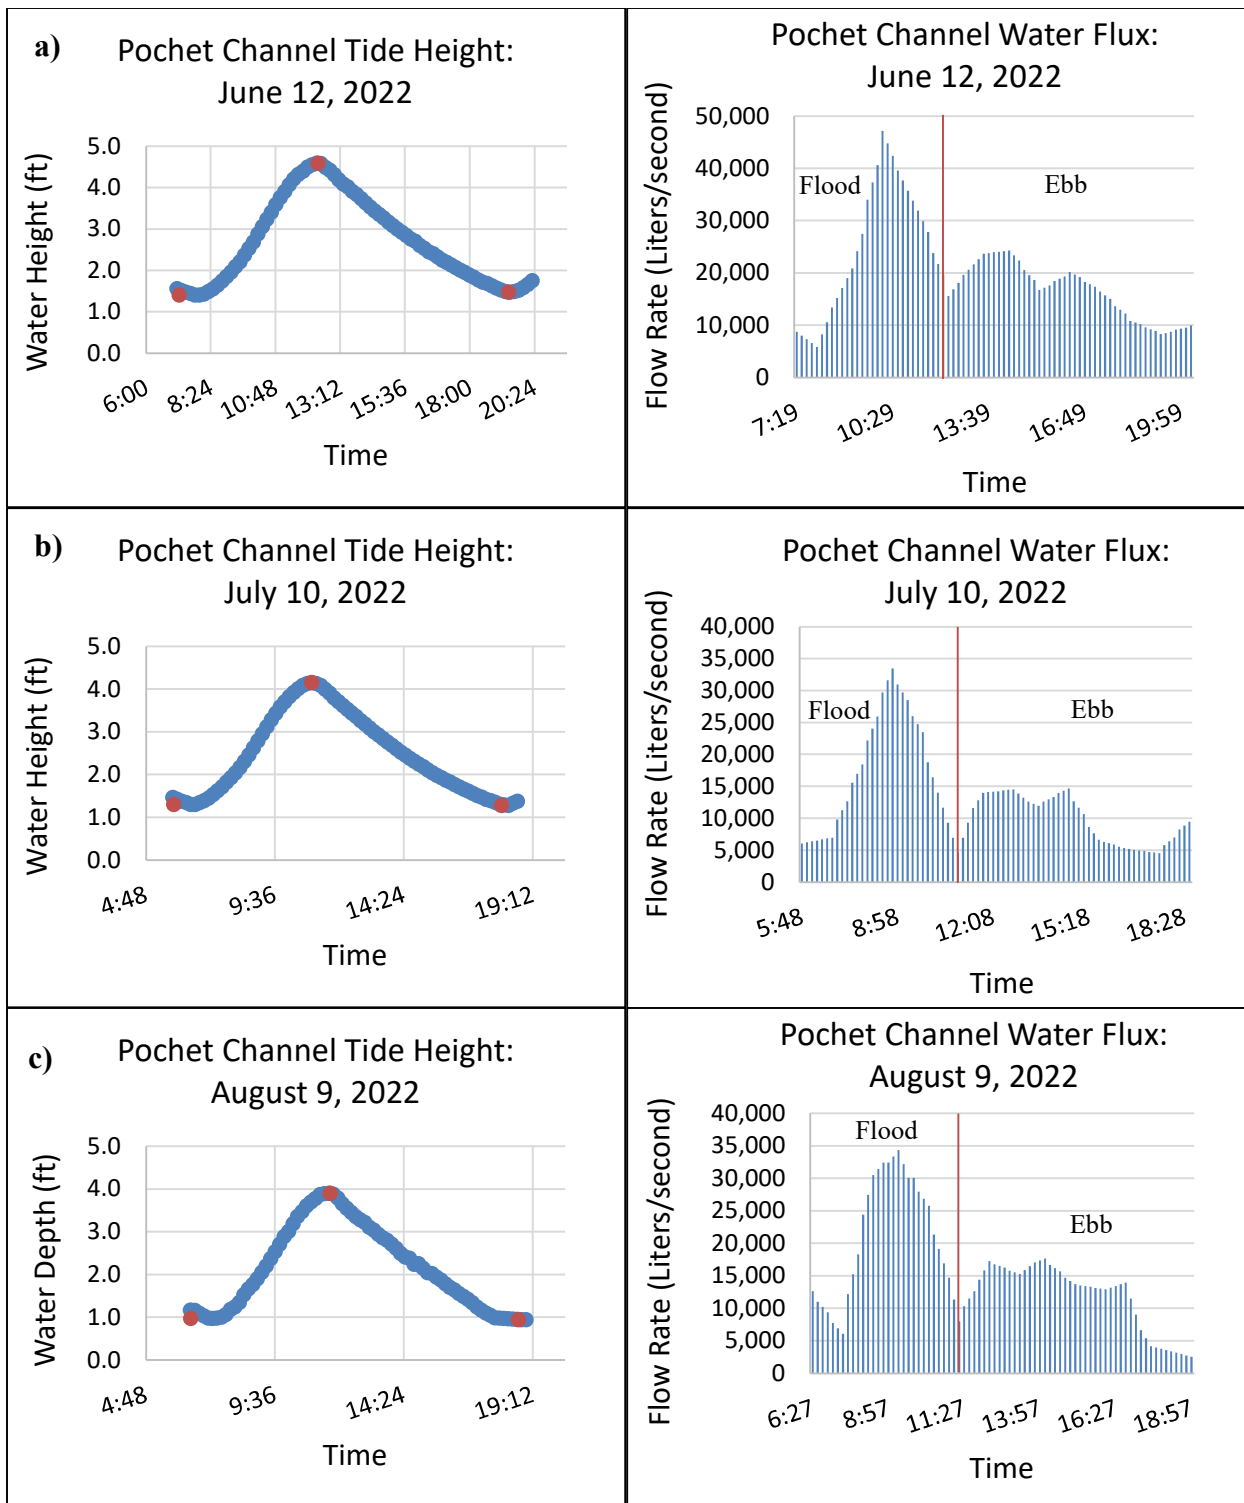 a)
Pochet Channel Tide Height:
June 12, 2022
Water Height (ft)
5.0
4.0
3.0
2.0
1.0
0.0
6:00 8:24 10:48 13:12 15:36 18:00 20:24
Time
Pochet Channel Water Flux:
June 12, 2022
Flow Rate (Liters/second)
50,000
40,000
30,000
20,000
10,000
0
Flood Ebb
7:19 10:29 13:39 16:49 19:59
Time
b)
Pochet Channel Tide Height:
July 10, 2022
Water Height (ft)
5.0
4.0
3.0
2.0
1.0
0.0
4:48 9:36 14:24 19:12
Time
Pochet Channel Water Flux:
July 10, 2022
Flow Rate (Liters/second)
40,000
35,000
30,000
25,000
20,000
15,000
10,000
5,000
0
Flood Ebb
5:48 8:58 12:08 15:18 18:28
Time
c)
Pochet Channel Tide Height:
August 9, 2022
Water Depth (ft)
5.0
4.0
3.0
2.0
1.0
0.0
4:48 9:36 14:24 19:12
Time
Pochet Channel Water Flux:
August 9, 2022
Flow Rate (Liters/second)
40,000
35,000
30,000
25,000
20,000
15,000
10,000
5,000
0
Flood
Ebb
6:27 8:57 11:27 13:57 16:27 18:57
Time